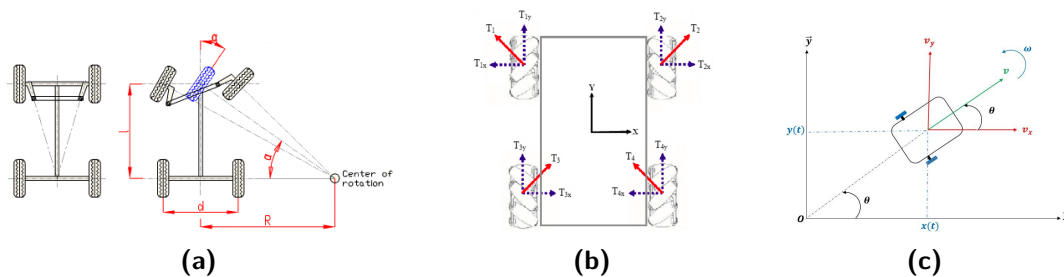 α
l
α
Center of
rotation
d
R
(a)
T1y
T1
T1x
T2y
T2
T2x
Y
X
T3y
T3
T3x
T4y
T4
T4x
(b)
y
vy
ω
v
θ
y(t)
vx
θ
O
x(t)
(c)